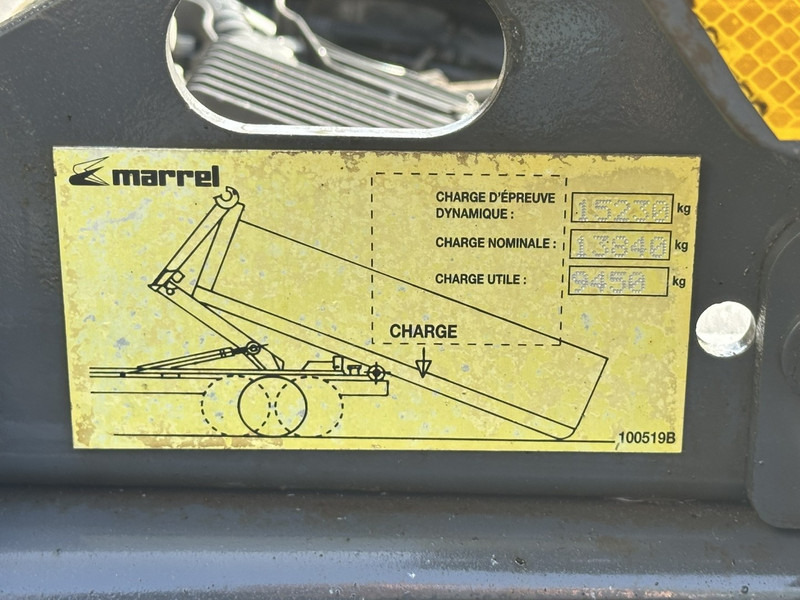 marrel
CHARGE D'ÉPREUVE
DYNAMIQUE : 15230 kg
CHARGE NOMINALE : 13840 kg
CHARGE UTILE : 9450 kg
CHARGE
100519B